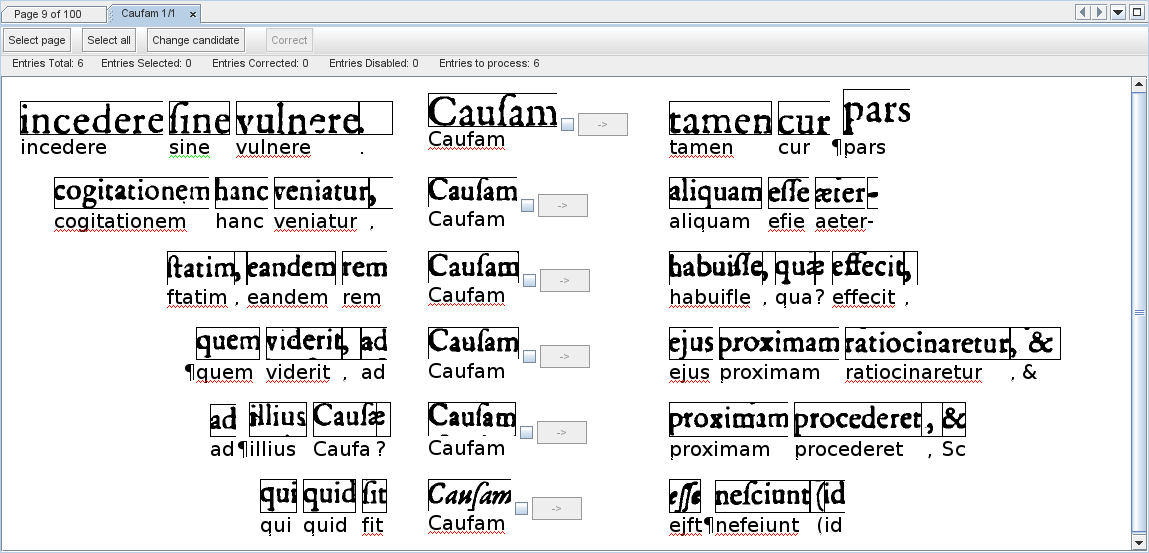 Page 9 of 100 Caufam 1/1 ×
Select page Select all Change candidate Correct
Entries Total: 6 Entries Selected: 0 Entries Corrected: 0 Entries Disabled: 0 Entries to process: 6
incedere ſine vulnere. Cauſam -> tamen cur pars
incedere sine vulnere . Caufam tamen cur ¶pars
cogitationem hanc veniatur, Cauſam -> aliquam eſſe æter-
cogitationem hanc veniatur , Caufam aliquam efie aeter-
ſtatim, eandem rem Cauſam -> habuiſſe, quæ effecit,
ftatim , eandem rem Caufam habuifle , qua? effecit ,
quem viderit, ad Cauſam -> ejus proximam ratiocinaretur, &
¶quem viderit , ad Caufam ejus proximam ratiocinaretur , &
ad illius Cauſæ Cauſam -> proximam procederet, &
ad¶illius Caufa? Caufam proximam procederet , Sc
qui quid ſit Cauſam -> eſſe neſciunt (id
qui quid fit Caufam ejft¶nefeiunt (id